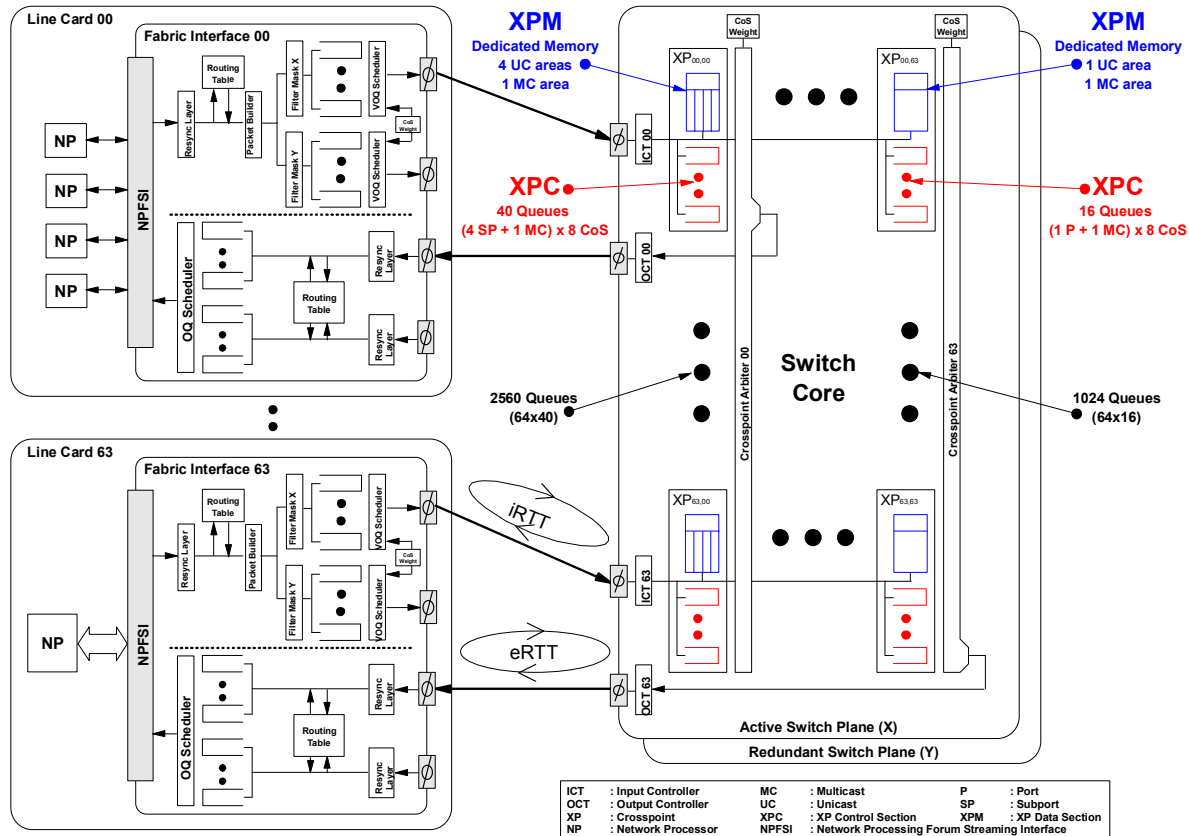 Line Card 00
Fabric Interface 00
NPFSI
NP
NP
NP
NP
Resync Layer
Routing Table
Packet Builder
Filter Mask X
VOQ Scheduler
CoS Weight
Filter Mask Y
VOQ Scheduler
OQ Scheduler
Routing Table
Resync Layer
Resync Layer
XPM
Dedicated Memory
4 UC areas
1 MC area
XPC
40 Queues
(4 SP + 1 MC) x 8 CoS
ICT 00
OCT 00
CoS Weight
XP00,00
XP00,63
CoS Weight
XPM
Dedicated Memory
1 UC area
1 MC area
XPC
16 Queues
(1 P + 1 MC) x 8 CoS
Crosspoint Arbiter 00
Switch Core
Crosspoint Arbiter 63
2560 Queues
(64x40)
1024 Queues
(64x16)
Line Card 63
Fabric Interface 63
NPFSI
NP
Resync Layer
Routing Table
Packet Builder
Filter Mask X
VOQ Scheduler
CoS Weight
Filter Mask Y
VOQ Scheduler
OQ Scheduler
Routing Table
Resync Layer
Resync Layer
iRTT
eRTT
ICT 63
OCT 63
XP63,00
XP63,63
Active Switch Plane (X)
Redundant Switch Plane (Y)
ICT : Input Controller MC : Multicast P : Port
OCT : Output Controller UC : Unicast SP : Support
XP : Crosspoint XPC : XP Control Section XPM : XP Data Section
NP : Network Processor NPFSI : Network Processing Forum Streaming Interface